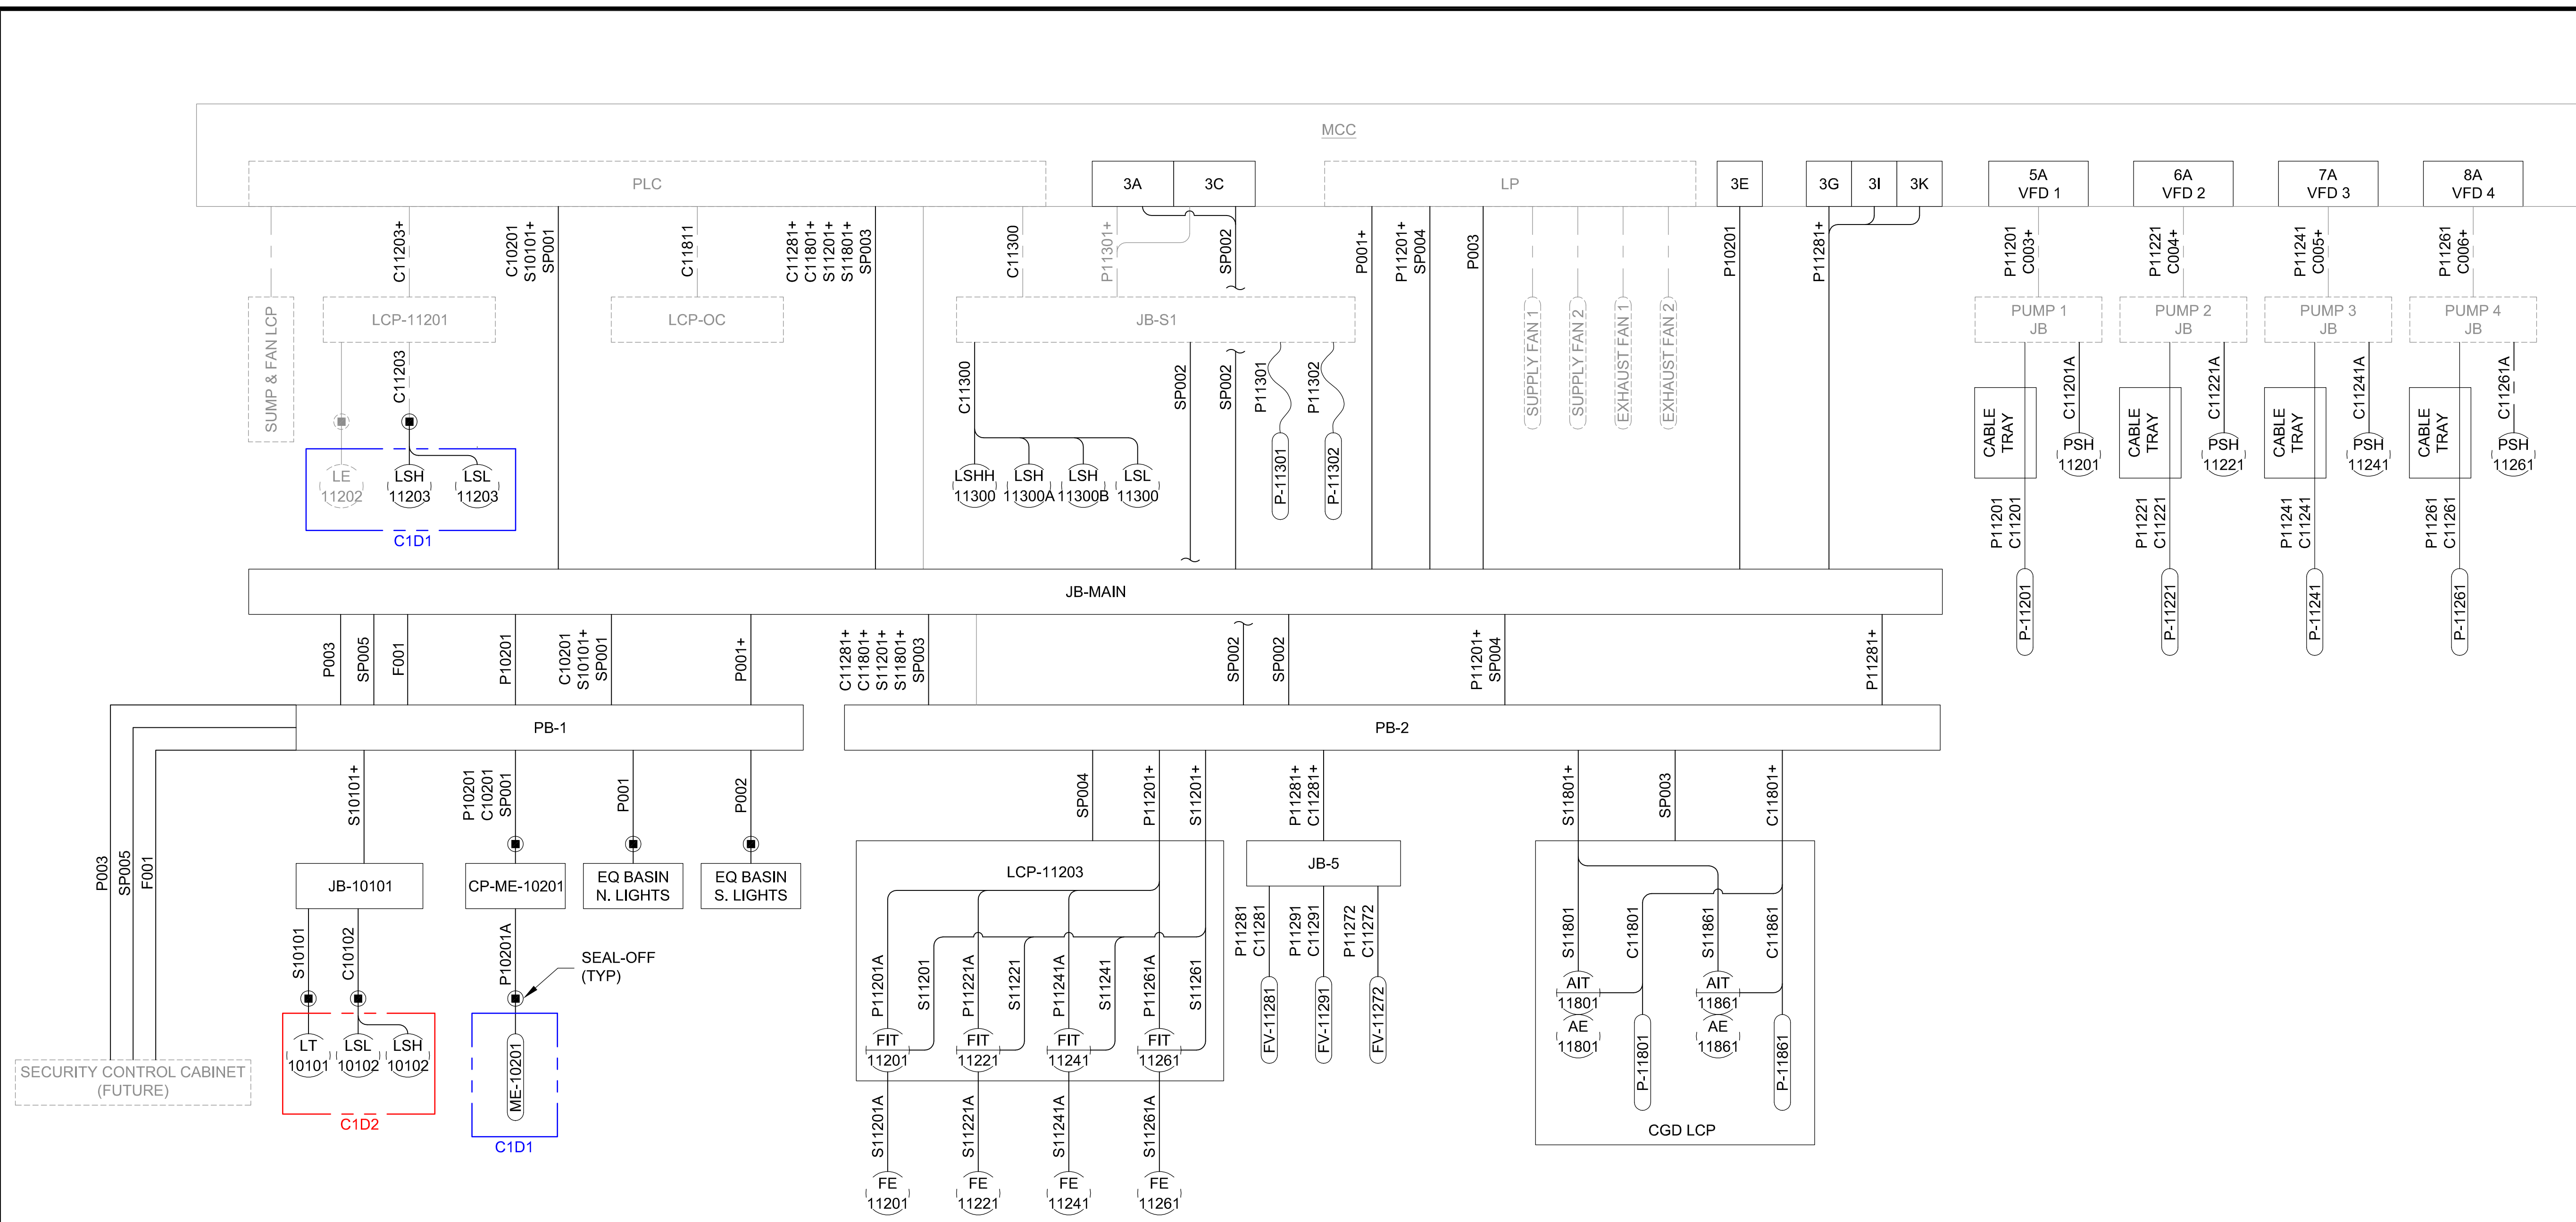 MCC
PLC
3A
3C
LP
3E
3G
3I
3K
5A
VFD 1
6A
VFD 2
7A
VFD 3
8A
VFD 4
C11203+
C10201
S10101+
SP001
C11811
C11281+
C11801+
S11201+
S11801+
SP003
C11300
P11301+
SP002
P001+
P11201+
SP004
P003
P10201
P11281+
P11201
C003+
P11221
C004+
P11241
C005+
P11261
C006+
SUMP & FAN LCP
LCP-11201
LCP-OC
JB-S1
SUPPLY FAN 1
SUPPLY FAN 2
EXHAUST FAN 1
EXHAUST FAN 2
PUMP 1
JB
PUMP 2
JB
PUMP 3
JB
PUMP 4
JB
C11203
C11300
SP002
SP002
P11301
P11302
C11201A
C11221A
C11241A
C11261A
CABLE
TRAY
CABLE
TRAY
CABLE
TRAY
CABLE
TRAY
PSH
11201
PSH
11221
PSH
11241
PSH
11261
LE
11202
LSH
11203
LSL
11203
C1D1
LSHH
11300
LSH
11300A
LSH
11300B
LSL
11300
P-11301
P-11302
P11201
C11201
P11221
C11221
P11241
C11241
P11261
C11261
P-11201
P-11221
P-11241
P-11261
JB-MAIN
P003
SP005
F001
P10201
C10201
S10101+
SP001
P001+
C11281+
C11801+
S11201+
S11801+
SP003
SP002
SP002
P11201+
SP004
P11281+
PB-1
PB-2
P003
SP005
F001
S10101+
P10201
C10201
SP001
P001
P002
SP004
P11201+
S11201+
P11281+
C11281+
S11801+
SP003
C11801+
JB-10101
CP-ME-10201
EQ BASIN
N. LIGHTS
EQ BASIN
S. LIGHTS
LCP-11203
JB-5
S10101
C10102
P10201A
SEAL-OFF
(TYP)
P11201A
S11201
P11221A
S11221
P11241A
S11241
P11261A
S11261
P11281
C11281
P11291
C11291
P11272
C11272
S11801
C11801
S11861
C11861
LT
10101
LSL
10102
LSH
10102
C1D2
ME-10201
C1D1
FIT
11201
FIT
11221
FIT
11241
FIT
11261
FV-11281
FV-11291
FV-11272
AIT
11801
AE
11801
P-11801
AIT
11861
AE
11861
P-11861
CGD LCP
SECURITY CONTROL CABINET
(FUTURE)
S11201A
S11221A
S11241A
S11261A
FE
11201
FE
11221
FE
11241
FE
11261